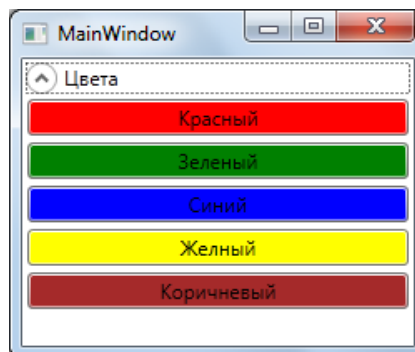 MainWindow
Цвета
Красный
Зеленый
Синий
Желный
Коричневый